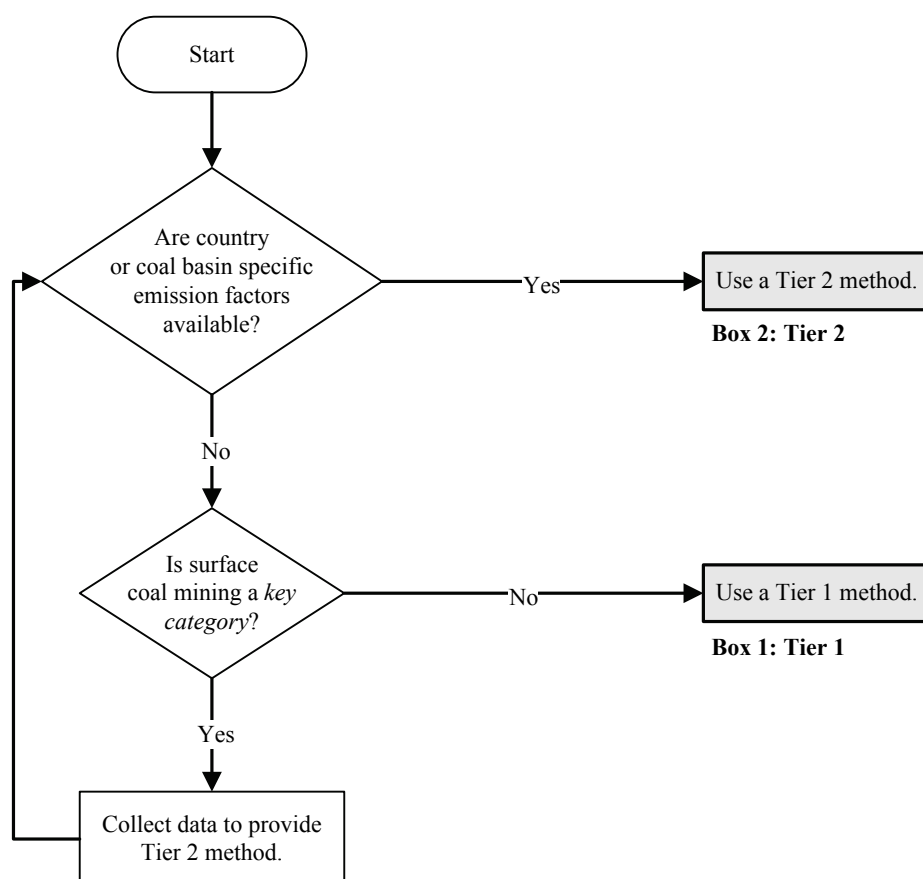 Start
Are country
or coal basin specific
emission factors
available?
Yes
Use a Tier 2 method.
Box 2: Tier 2
No
Is surface
coal mining a key
category?
No
Use a Tier 1 method.
Box 1: Tier 1
Yes
Collect data to provide
Tier 2 method.